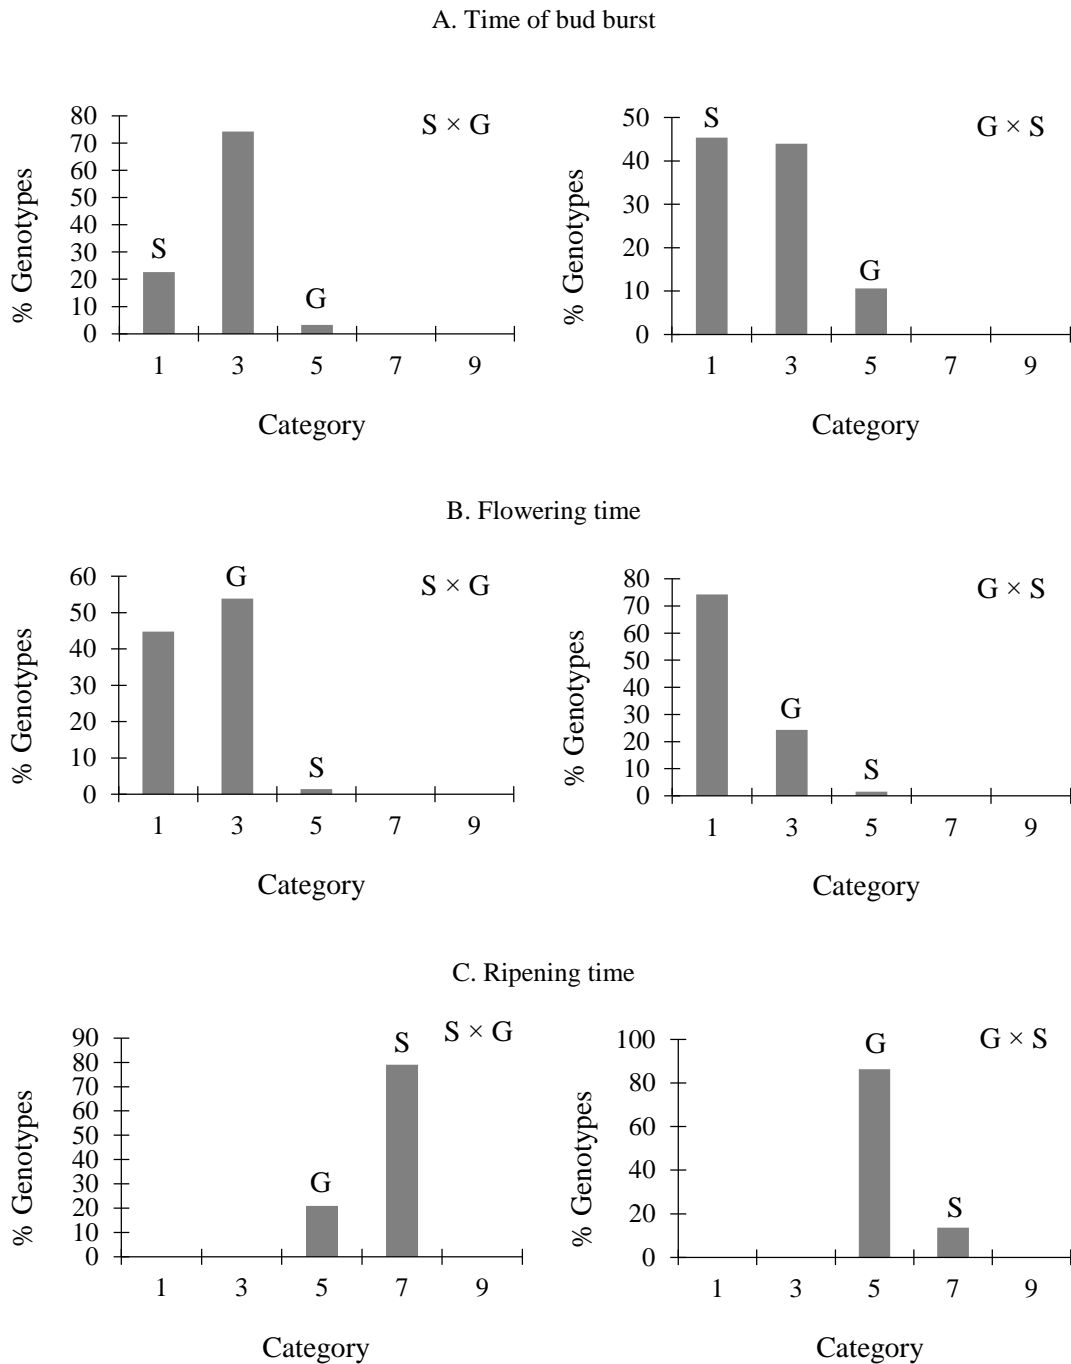 A. Time of bud burst
S × G
% Genotypes
80
70
60
50
40
30
20
10
0
S
G
1 3 5 7 9
Category
G × S
% Genotypes
50
40
30
20
10
0
S
G
1 3 5 7 9
Category
B. Flowering time
S × G
% Genotypes
60
50
40
30
20
10
0
G
S
1 3 5 7 9
Category
G × S
% Genotypes
80
70
60
50
40
30
20
10
0
G
S
1 3 5 7 9
Category
C. Ripening time
S × G
% Genotypes
90
80
70
60
50
40
30
20
10
0
S
G
1 3 5 7 9
Category
G × S
% Genotypes
100
80
60
40
20
0
G
S
1 3 5 7 9
Category